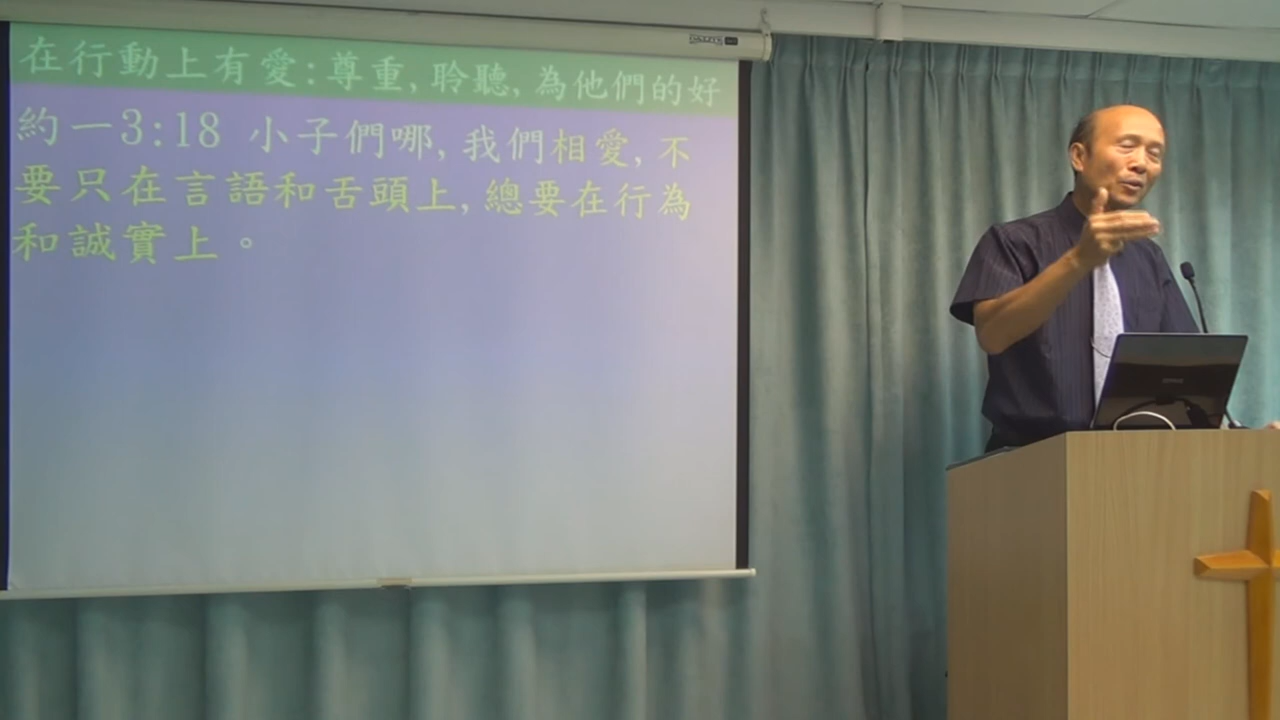 在行動上有愛:尊重,聆聽,為他們的好
約一3:18 小子們哪,我們相愛,不
要只在言語和舌頭上,總要在行為
和誠實上。